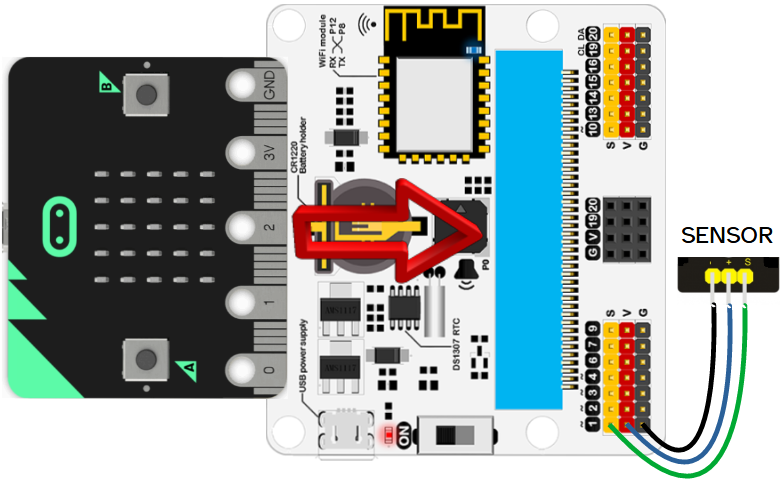 B
GND
3V
2
1
0
A
WiFi module
RX P12
TX P8
CR1220
Battery holder
P0
DS1307 RTC
USB power supply
ON
CL DA
~10 13 14 15 16 19 20
S V G
G V 19 20
S V G
~1 ~2 ~3 ~4 6 7 9
SENSOR
- + S